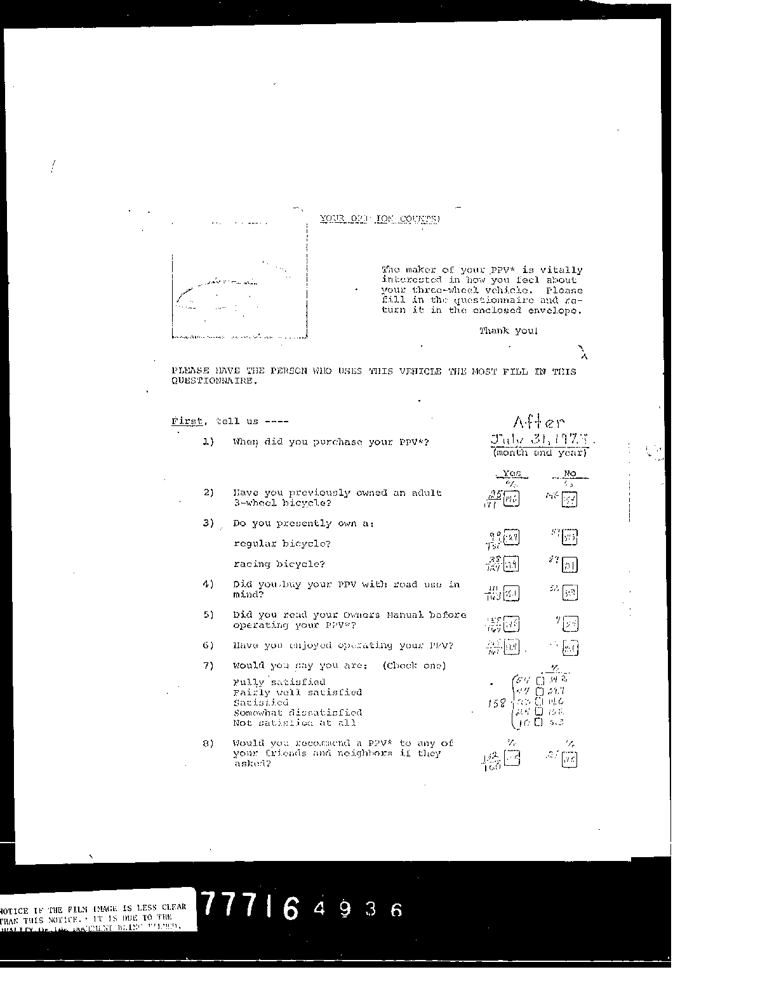 YOUR OPINION COUNTS!
The maker of your PPV* is vitally
interested in how you feel about
your three-wheel vehicle. Please
fill in the questionnaire and re-
turn it in the enclosed envelope.
Thank you!
PLEASE HAVE THE PERSON WHO USES THIS VEHICLE THE MOST FILL IN THIS
QUESTIONNAIRE.
First, tell us ----
After
1) When did you purchase your PPV*? July 31, 197
(month and year)
Yes No
% %
2) Have you previously owned an adult
3-wheel bicycle?
3) Do you presently own a:
regular bicycle?
racing bicycle?
4) Did you buy your PPV with road use in
mind?
5) Did you read your Owners Manual before
operating your PPV*?
6) Have you enjoyed operating your PPV?
7) Would you say you are: (Check one)
%
Fully satisfied
Fairly well satisfied
Satisfied 158
Somewhat dissatisfied
Not satisfied at all
8) Would you recommend a PPV* to any of
your friends and neighbors if they
asked?
% %
NOTICE IF THE FILM IMAGE IS LESS CLEAR
THAN THIS NOTICE, IT IS DUE TO THE
QUALITY OF THE DOCUMENT BEING FILMED.
777164936